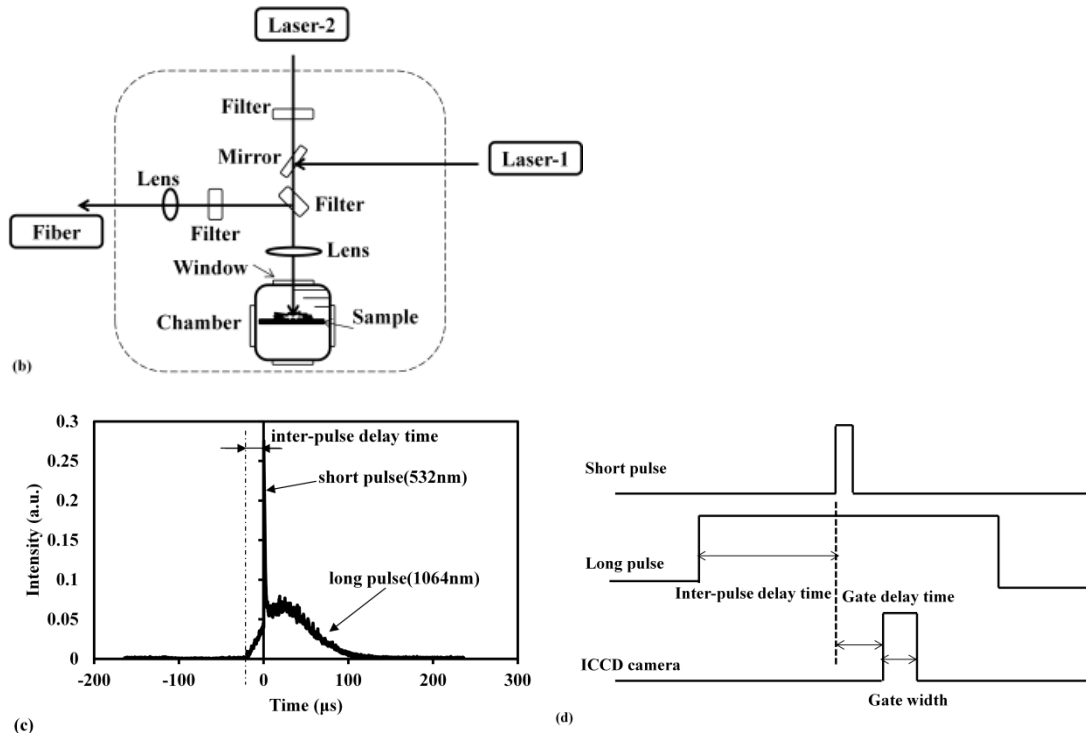 Laser-2
Filter
Mirror
Laser-1
Lens
Fiber
Filter
Filter
Lens
Window
Chamber
Sample
(b)
0.3
0.25
0.2
0.15
0.1
0.05
0
Intensity (a.u.)
inter-pulse delay time
short pulse(532nm)
long pulse(1064nm)
-200
-100
0
100
200
300
Time (μs)
(c)
Short pulse
Long pulse
Inter-pulse delay time
Gate delay time
ICCD camera
Gate width
(d)